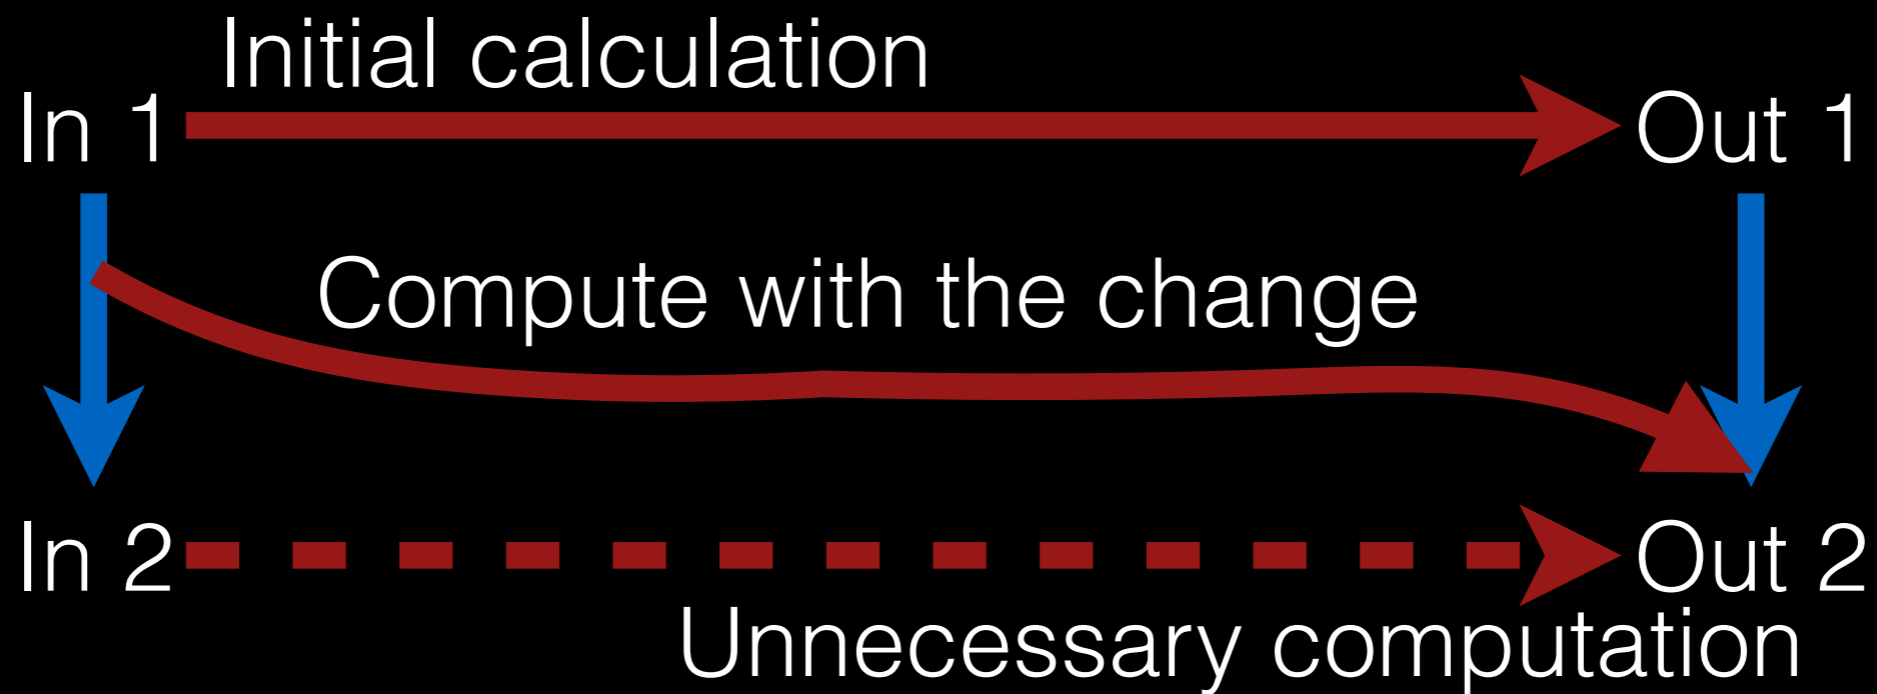 Initial calculation
In 1
Out 1
Compute with the change
In 2
Out 2
Unnecessary computation